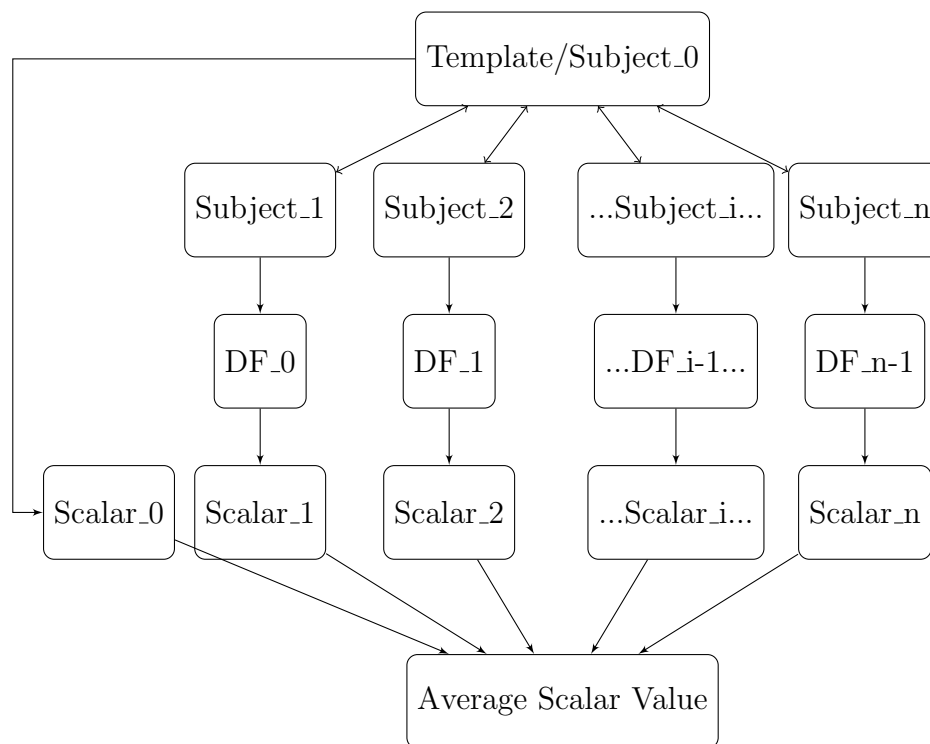 Template/Subject_0
Subject_1
Subject_2
...Subject_i...
Subject_n
DF_0
DF_1
...DF_i-1...
DF_n-1
Scalar_0
Scalar_1
Scalar_2
...Scalar_i...
Scalar_n
Average Scalar Value